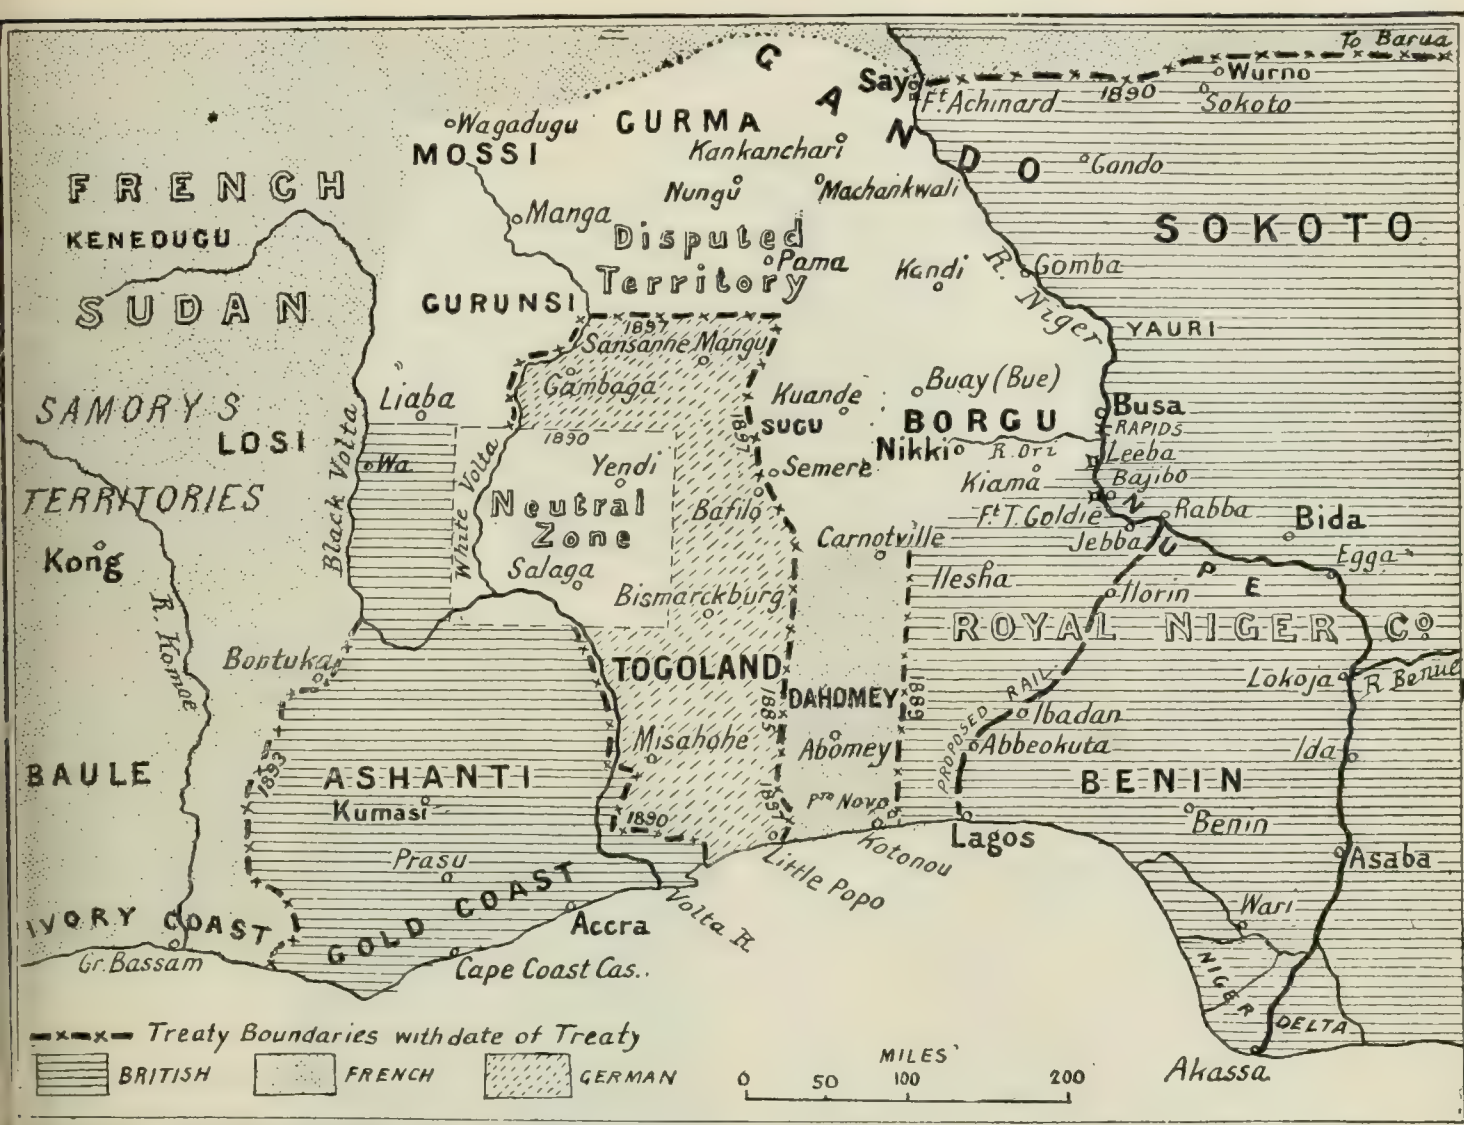 To Barua
GANDO
Say
Wurno
1890
Ft. Achinard
Sokoto
Wagadugu
GURMA
MOSSI
Kankanchari
Gando
FRENCH
Nungu
Machankwali
Manga
SOKOTO
KENEDUGU
Disputed
Territory
Pama
Kandi
R. Niger
Gomba
SUDAN
GURUNSI
1897
YAURI
Sansanne Mangu
Gambaga
Buay (Bue)
Kuande
Liaba
SAMORY'S
BORGU
Busa
RAPIDS
SUGU
LOSI
1890
1897
Nikki
R. Ori
Leeba
Black Volta
Wa
White Volta
Yendi
Semere
Kiama
Bajibo
TERRITORIES
Neutral
Zone
Bafilo
Ft. T. Goldie
NUPE
Rabba
Bida
Kong
Carnotville
Jebba
Egga
Salaga
Ilesha
Bismarckburg
Ilorin
R. Komoe
ROYAL NIGER Co
Bontuka
TOGOLAND
Lokoja
R. Benue
DAHOMEY
1889
PROPOSED RAIL
1885
Ibadan
Misahohe
Abomey
Abbeokuta
Ida
BAULE
1893
ASHANTI
BENIN
Kumasi
1897
Pto Novo
1890
Benin
Prasu
Lagos
Kotonou
Asaba
Little Popo
GOLD COAST
Volta R
Wari
IVORY COAST
Accra
Gr. Bassam
Cape Coast Cas..
NIGER
DELTA
Akassa
Treaty Boundaries with date of Treaty
BRITISH
FRENCH
GERMAN
MILES
0 50 100 200